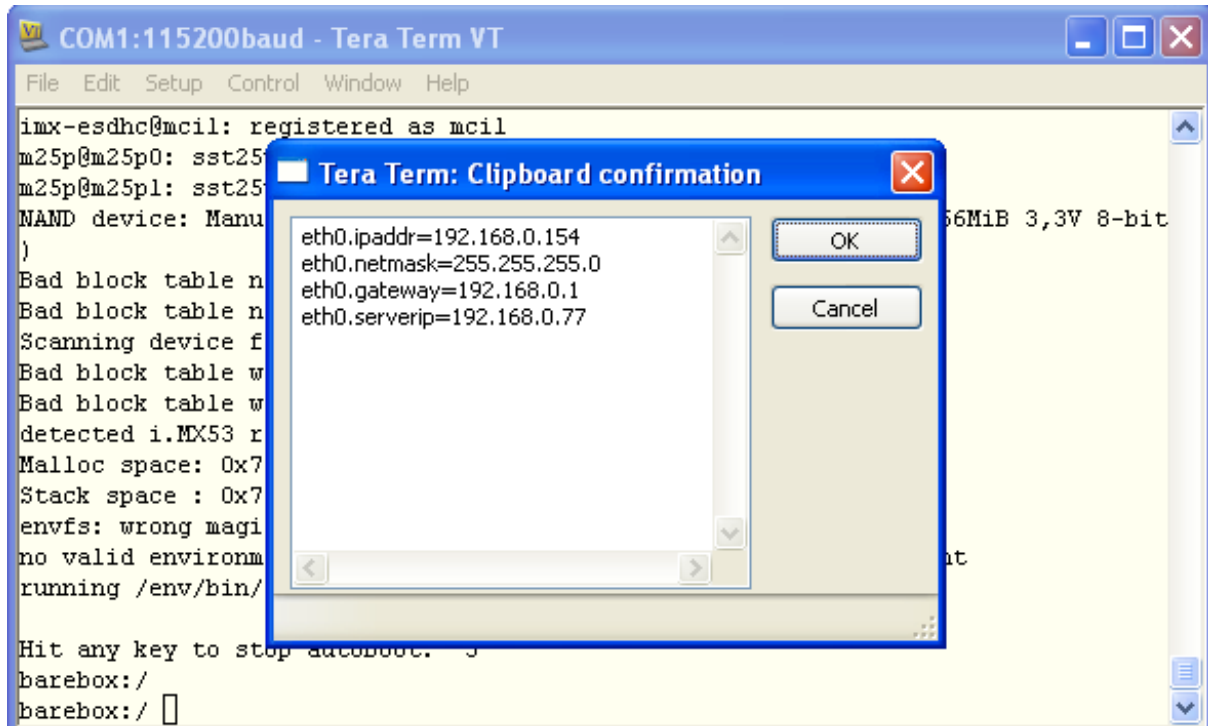 COM1:115200baud - Tera Term VT
File Edit Setup Control Window Help
imx-esdhc@mci1: registered as mci1
m25p@m25p0: sst25
m25p@m25p1: sst25
NAND device: Manu 56MiB 3,3V 8-bit
)
Bad block table n
Bad block table n
Scanning device f
Bad block table w
Bad block table w
detected i.MX53 r
Malloc space: 0x7
Stack space : 0x7
envfs: wrong magi
no valid environm nt
running /env/bin/
Hit any key to stop autoboot:
barebox:/
barebox:/
Tera Term: Clipboard confirmation
eth0.ipaddr=192.168.0.154
eth0.netmask=255.255.255.0
eth0.gateway=192.168.0.1
eth0.serverip=192.168.0.77
OK
Cancel